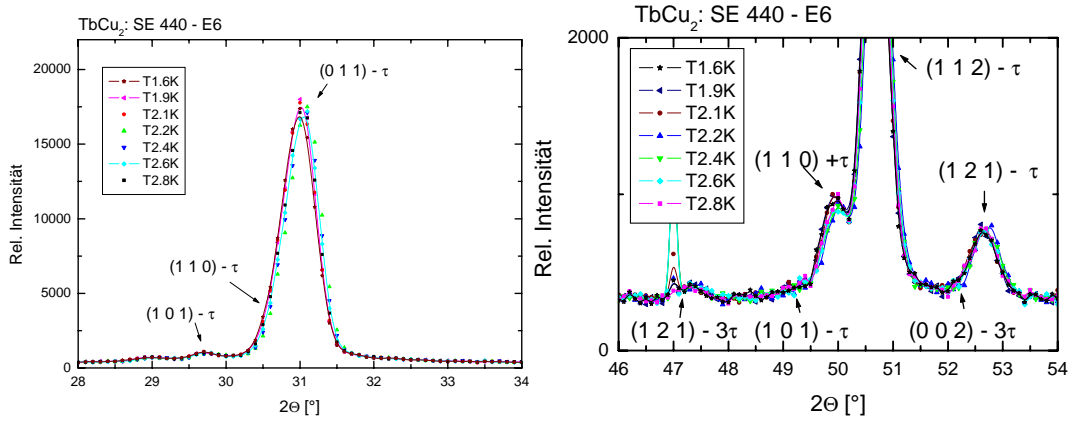 TbCu₂: SE 440 - E6
20000
15000
10000
5000
0
Rel. Intensität
T1.6K
T1.9K
T2.1K
T2.2K
T2.4K
T2.6K
T2.8K
(0 1 1) - τ
(1 1 0) - τ
(1 0 1) - τ
28 29 30 31 32 33 34
2Θ [°]
TbCu₂: SE 440 - E6
2000
0
Rel. Intensität
T1.6K
T1.9K
T2.1K
T2.2K
T2.4K
T2.6K
T2.8K
(1 1 2) - τ
(1 1 0) +τ
(1 2 1) - τ
(1 2 1) - 3τ (1 0 1) - τ (0 0 2) - 3τ
46 47 48 49 50 51 52 53 54
2Θ [°]